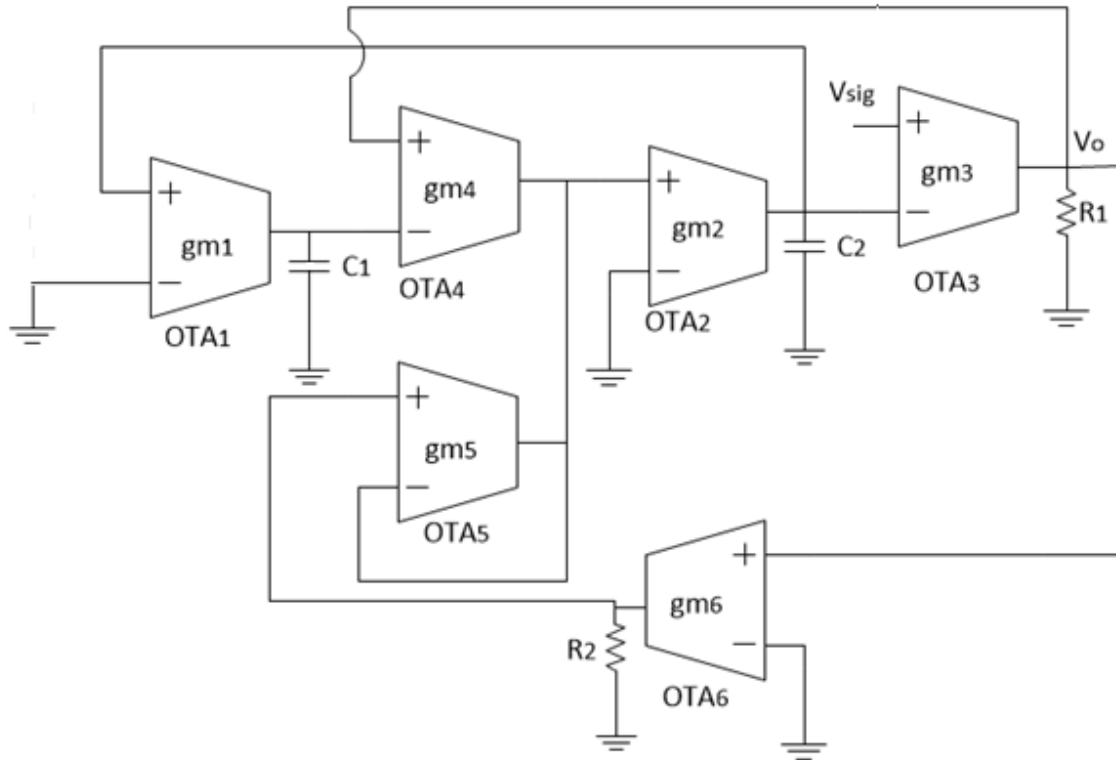 Vsig
Vo
+
+
+
+
gm3
gm4
gm2
gm1
R1
−
−
−
−
C1
C2
OTA4
OTA3
OTA2
OTA1
+
gm5
−
OTA5
+
gm6
R2
−
OTA6